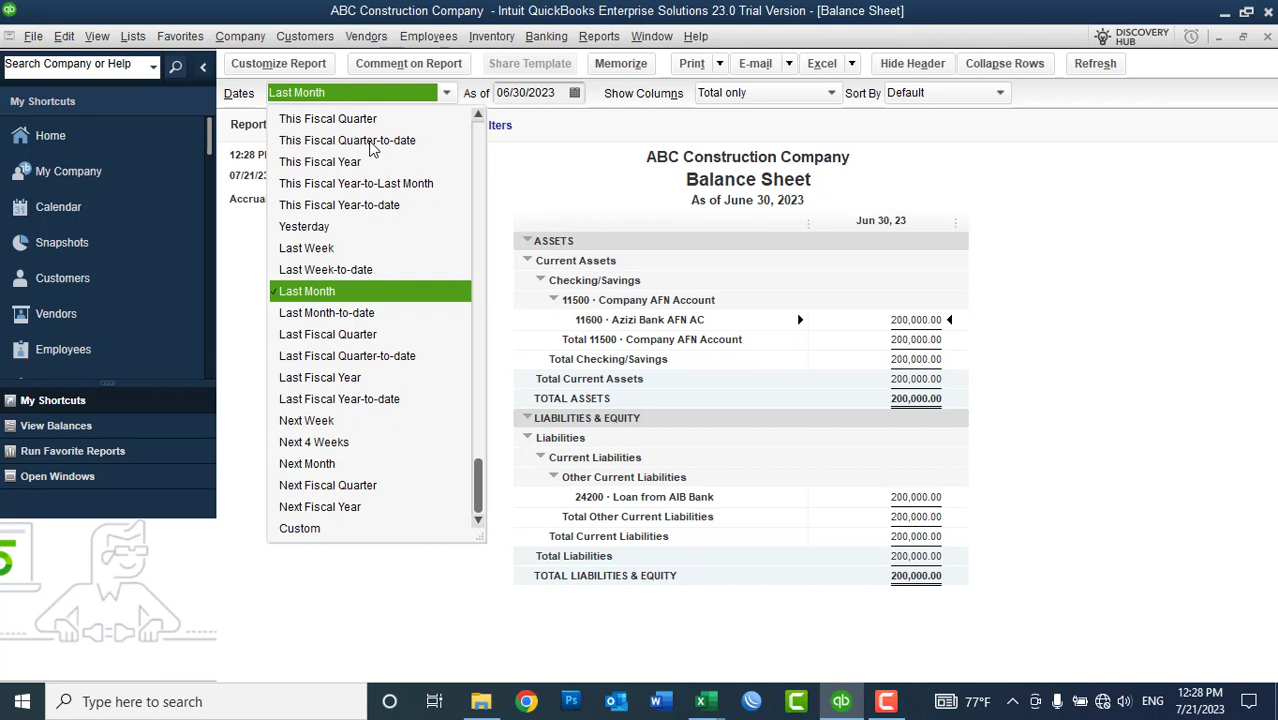 ABC Construction Company - Intuit QuickBooks Enterprise Solutions 23.0 Trial Version - [Balance Sheet]
File Edit View Lists Favorites Company Customers Vendors Employees Inventory Banking Reports Window Help
DISCOVERY
HUB
Search Company or Help
Customize Report Comment on Report Share Template Memorize Print E-mail Excel Hide Header Collapse Rows Refresh
Dates Last Month As of 06/30/2023 Show Columns Total only Sort By Default
My Shortcuts
Home
My Company
Calendar
Snapshots
Customers
Vendors
Employees
My Shortcuts
View Balances
Run Favorite Reports
Open Windows
This Fiscal Quarter
This Fiscal Quarter-to-date
This Fiscal Year
This Fiscal Year-to-Last Month
This Fiscal Year-to-date
Yesterday
Last Week
Last Week-to-date
Last Month
Last Month-to-date
Last Fiscal Quarter
Last Fiscal Quarter-to-date
Last Fiscal Year
Last Fiscal Year-to-date
Next Week
Next 4 Weeks
Next Month
Next Fiscal Quarter
Next Fiscal Year
Custom
Report lters
12:28 P
07/21/23
Accrua
ABC Construction Company
Balance Sheet
As of June 30, 2023
Jun 30, 23
ASSETS
Current Assets
Checking/Savings
11500 · Company AFN Account
11600 · Azizi Bank AFN AC 200,000.00
Total 11500 · Company AFN Account 200,000.00
Total Checking/Savings 200,000.00
Total Current Assets 200,000.00
TOTAL ASSETS 200,000.00
LIABILITIES & EQUITY
Liabilities
Current Liabilities
Other Current Liabilities
24200 · Loan from AIB Bank 200,000.00
Total Other Current Liabilities 200,000.00
Total Current Liabilities 200,000.00
Total Liabilities 200,000.00
TOTAL LIABILITIES & EQUITY 200,000.00
Type here to search
77°F
ENG
12:28 PM
7/21/2023